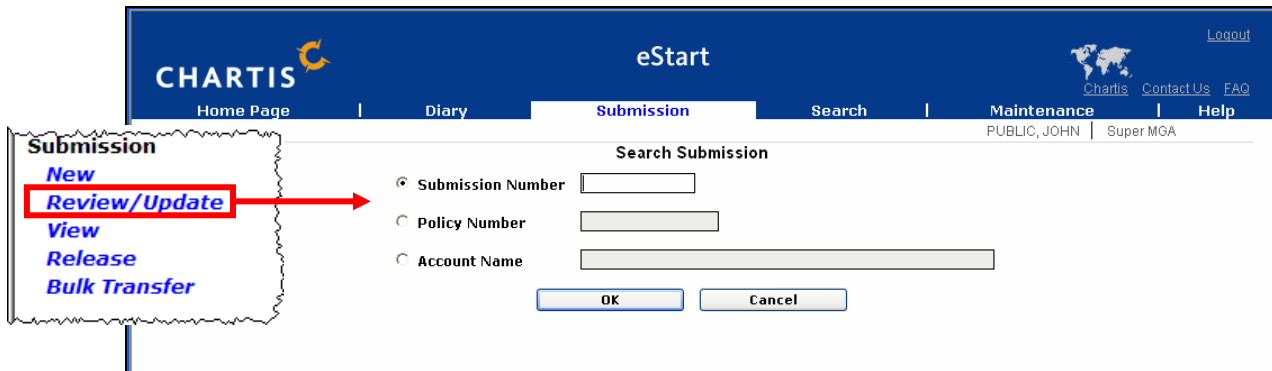 CHARTIS
eStart
Logout
Chartis Contact Us FAQ
Home Page | Diary Submission Search | Maintenance | Help
PUBLIC, JOHN | Super MGA
Submission
New
Review/Update
View
Release
Bulk Transfer
Search Submission
Submission Number
Policy Number
Account Name
OK Cancel